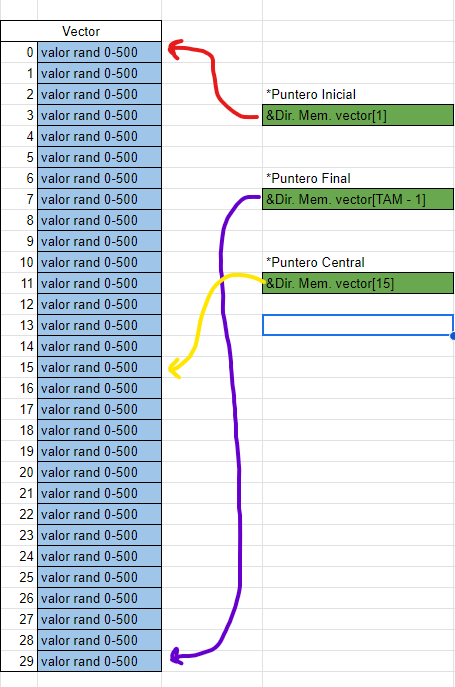 Vector
0 valor rand 0-500
1 valor rand 0-500
2 valor rand 0-500 *Puntero Inicial
3 valor rand 0-500 &Dir. Mem. vector[1]
4 valor rand 0-500
5 valor rand 0-500
6 valor rand 0-500 *Puntero Final
7 valor rand 0-500 &Dir. Mem. vector[TAM - 1]
8 valor rand 0-500
9 valor rand 0-500
10 valor rand 0-500 *Puntero Central
11 valor rand 0-500 &Dir. Mem. vector[15]
12 valor rand 0-500
13 valor rand 0-500
14 valor rand 0-500
15 valor rand 0-500
16 valor rand 0-500
17 valor rand 0-500
18 valor rand 0-500
19 valor rand 0-500
20 valor rand 0-500
21 valor rand 0-500
22 valor rand 0-500
23 valor rand 0-500
24 valor rand 0-500
25 valor rand 0-500
26 valor rand 0-500
27 valor rand 0-500
28 valor rand 0-500
29 valor rand 0-500